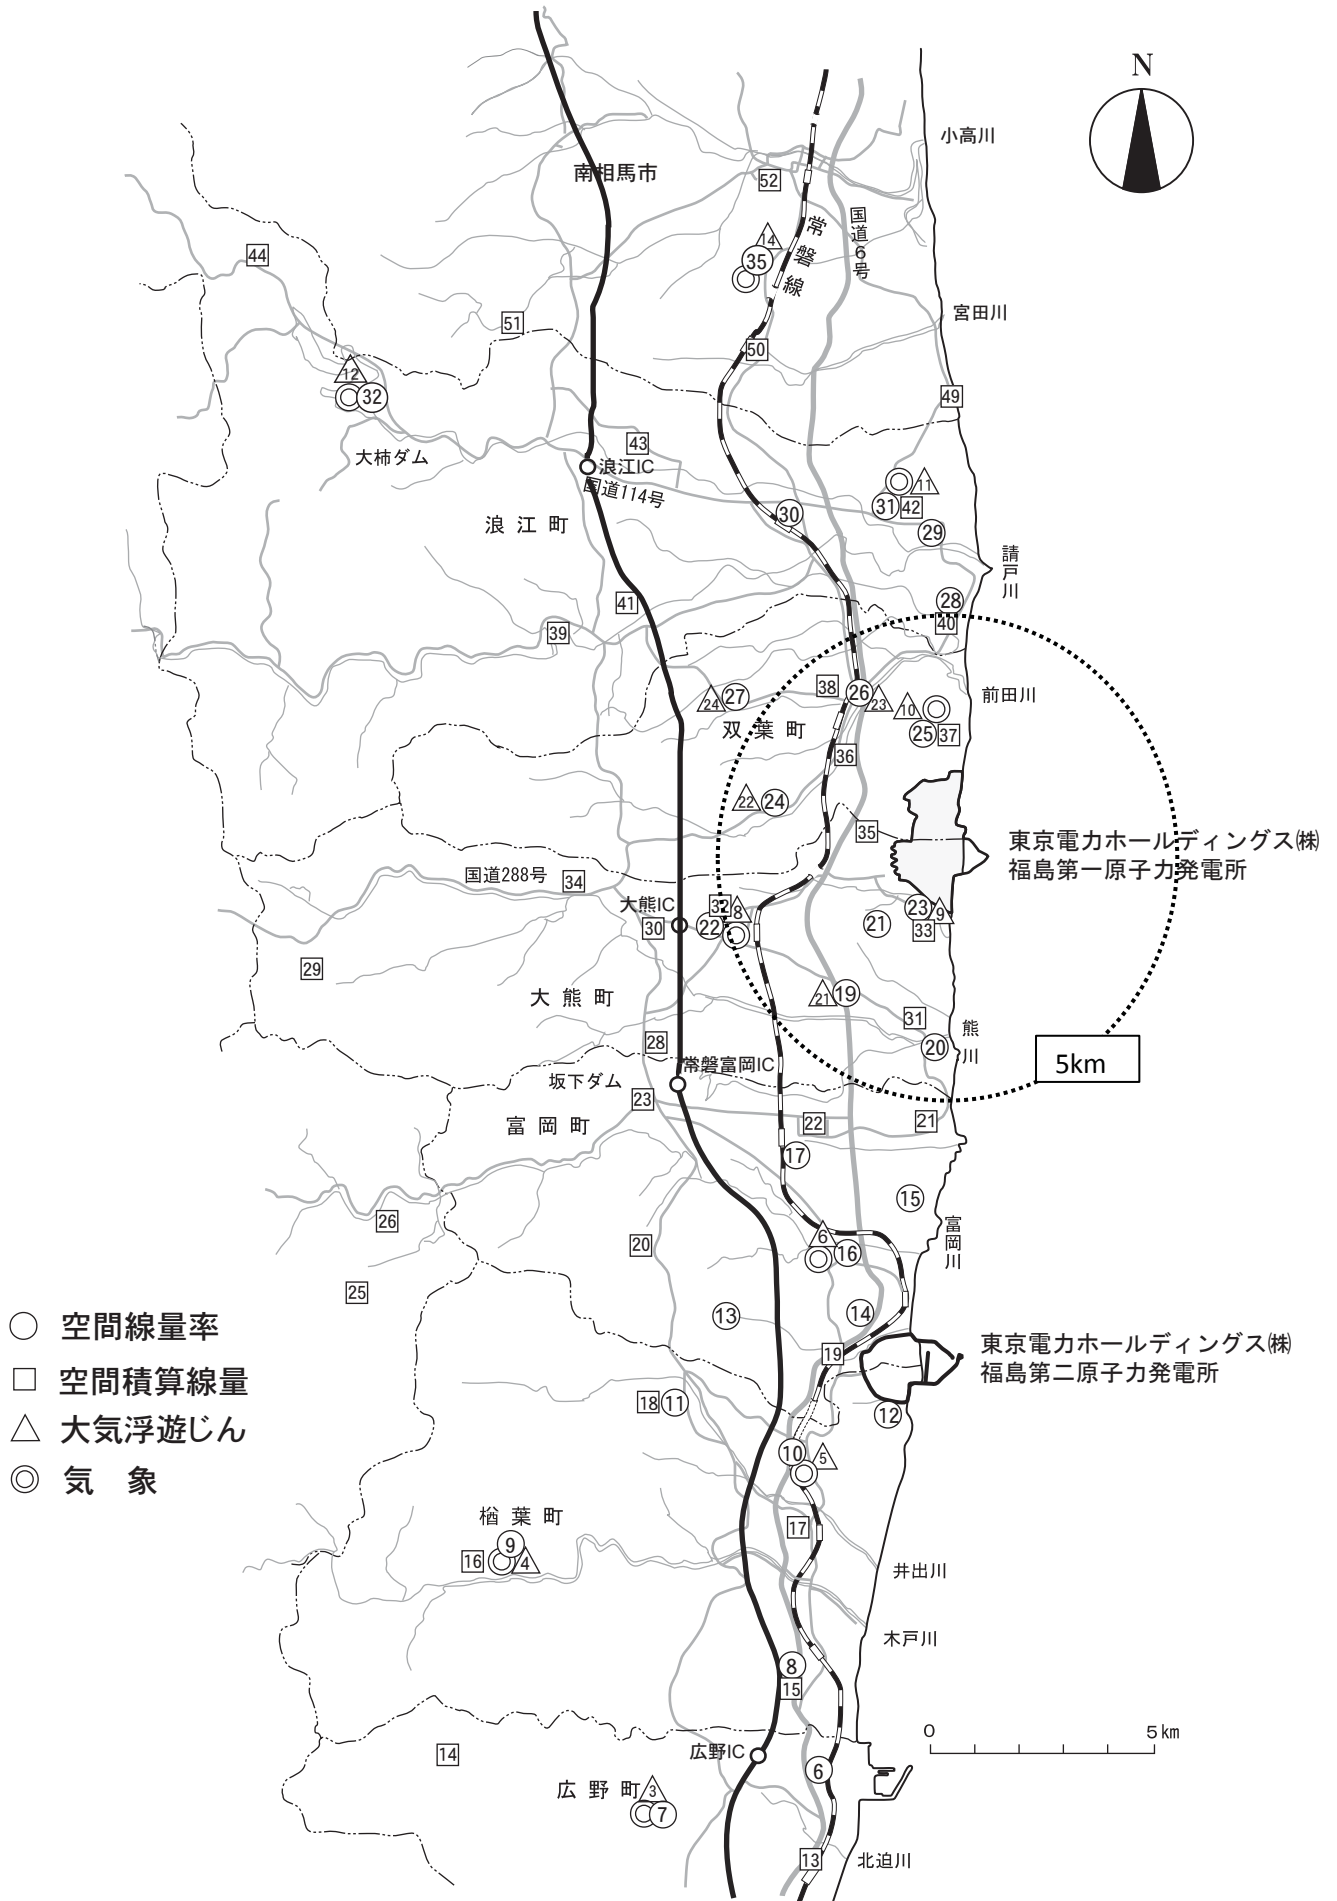 N
小高川
南相馬市
52
国道6号
14
常磐線
35
44
宮田川
51
50
12
32
49
43
大柿ダム
浪江IC
国道114号
11
31
42
30
浪江町
29
請戸川
28
41
40
39
38
26
前田川
24
27
23
10
双葉町
25
37
36
22
24
35
東京電力ホールディングス㈱
福島第一原子力発電所
国道288号
34
大熊IC
32
8
23
9
30
22
21
33
29
大熊町
21
19
31
熊川
20
28
常磐富岡IC
5km
坂下ダム
23
富岡町
22
21
17
15
26
富岡川
20
6
16
25
13
14
○ 空間線量率
19
東京電力ホールディングス㈱
福島第二原子力発電所
□ 空間積算線量
18
11
12
△ 大気浮遊じん
10
5
◎ 気 象
楢葉町
17
9
16
4
井出川
木戸川
8
15
0
5km
14
広野IC
6
広野町
3
7
13
北迫川